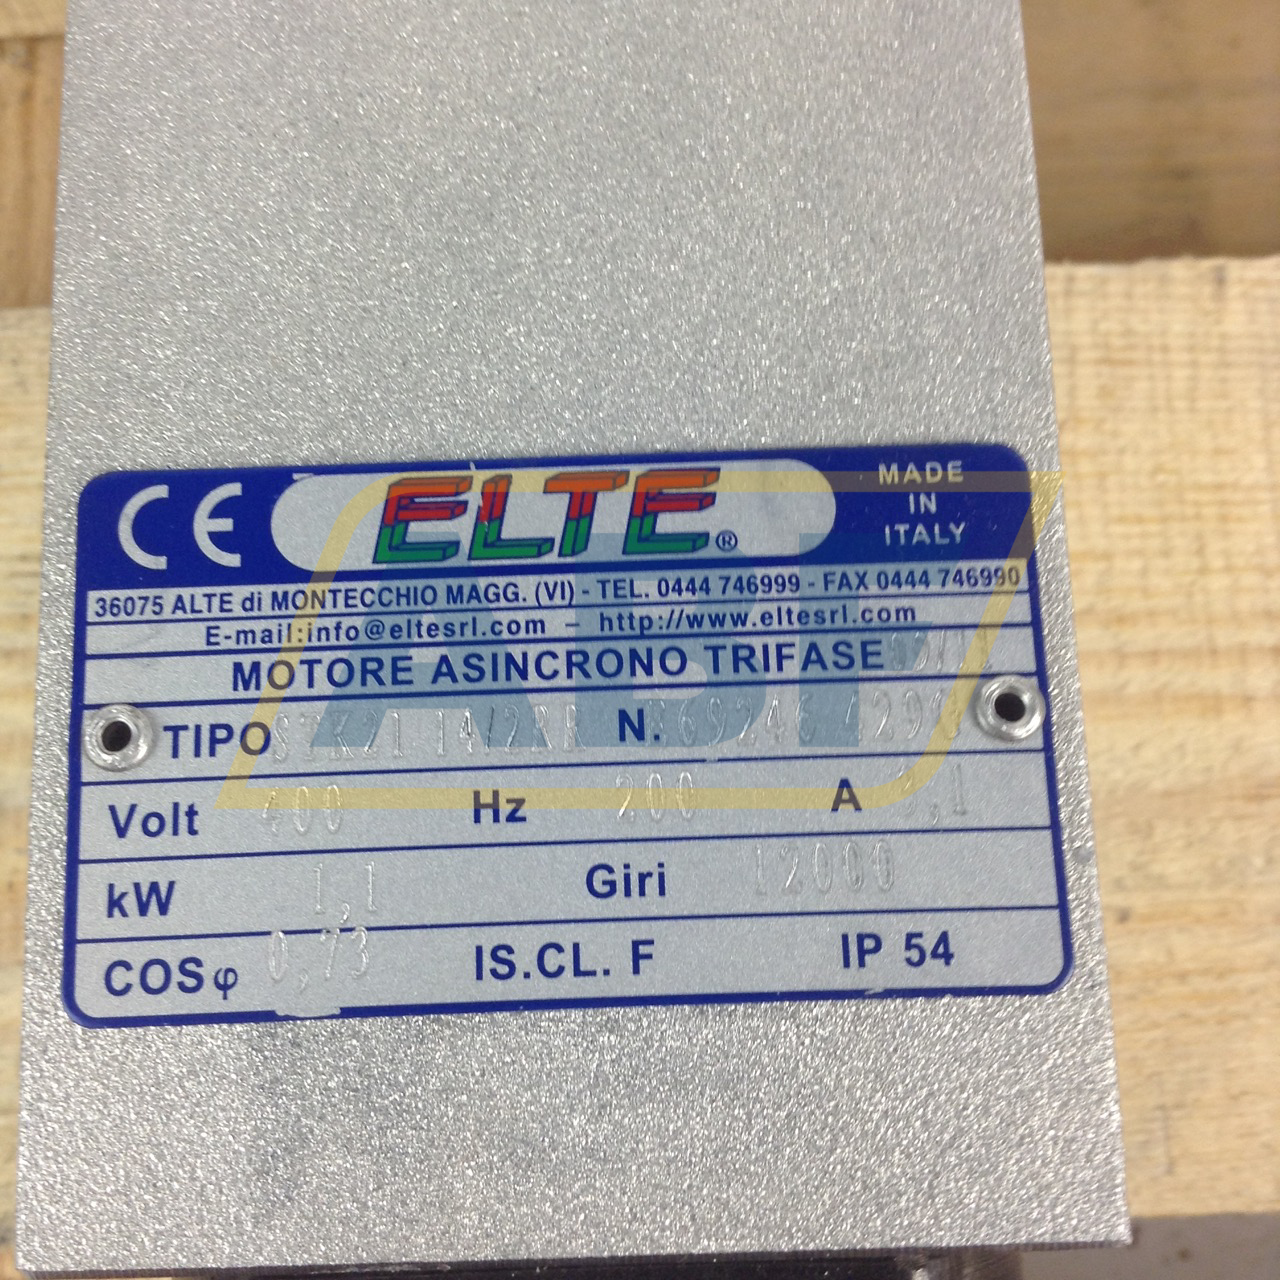 CE ELTE ® MADE
IN
ITALY
36075 ALTE di MONTECCHIO MAGG. (VI) - TEL. 0444 746999 - FAX 0444 746990
E-mail:info@eltesrl.com - http://www.eltesrl.com
MOTORE ASINCRONO TRIFASE
TIPO N.
Volt 400 Hz 200 A
kW 1,1 Giri 12000
COSφ 0,73 IS.CL. F IP 54